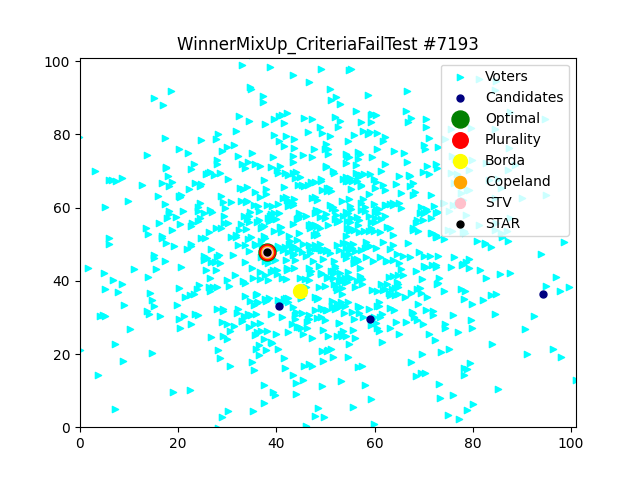 WinnerMixUp_CriteriaFailTest #7193
100
80
60
40
20
0
0
20
40
60
80
100
Voters
Candidates
Optimal
Plurality
Borda
Copeland
STV
STAR